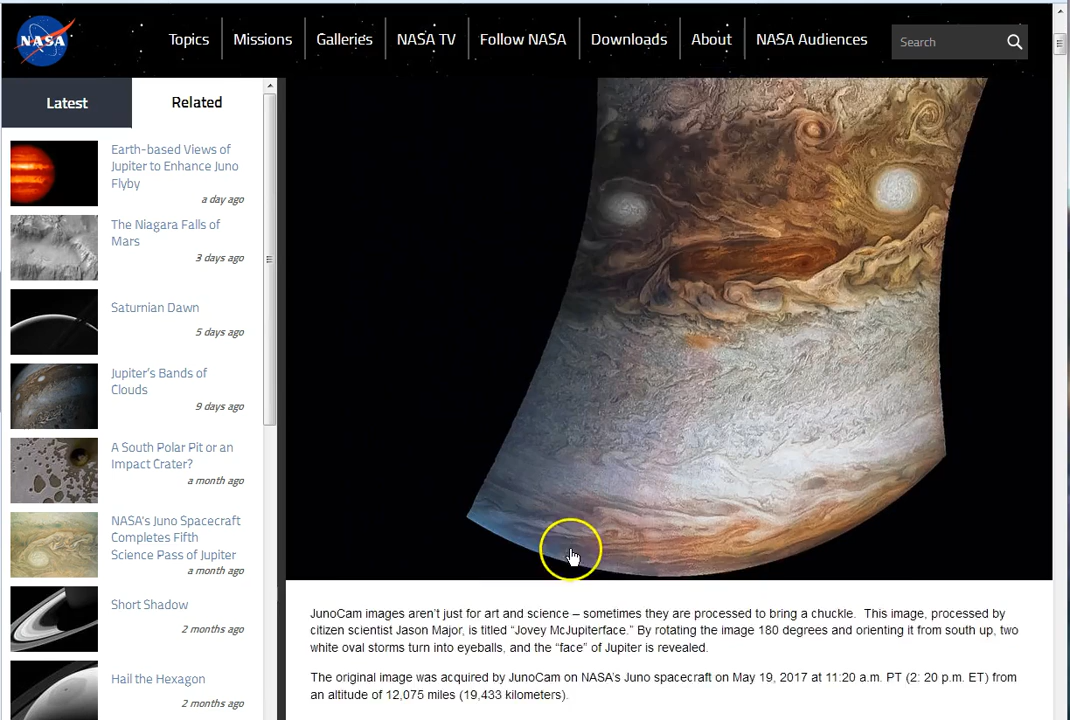 NASA
Topics
Missions
Galleries
NASA TV
Follow NASA
Downloads
About
NASA Audiences
Search
Latest
Related
Earth-based Views of
Jupiter to Enhance Juno
Flyby
a day ago
The Niagara Falls of
Mars
3 days ago
Saturnian Dawn
5 days ago
Jupiter's Bands of
Clouds
9 days ago
A South Polar Pit or an
Impact Crater?
a month ago
NASA's Juno Spacecraft
Completes Fifth
Science Pass of Jupiter
a month ago
Short Shadow
2 months ago
Hail the Hexagon
2 months ago
JunoCam images aren't just for art and science – sometimes they are processed to bring a chuckle.  This image, processed by
citizen scientist Jason Major, is titled "Jovey McJupiterface." By rotating the image 180 degrees and orienting it from south up, two
white oval storms turn into eyeballs, and the "face" of Jupiter is revealed.
The original image was acquired by JunoCam on NASA's Juno spacecraft on May 19, 2017 at 11:20 a.m. PT (2: 20 p.m. ET) from
an altitude of 12,075 miles (19,433 kilometers).